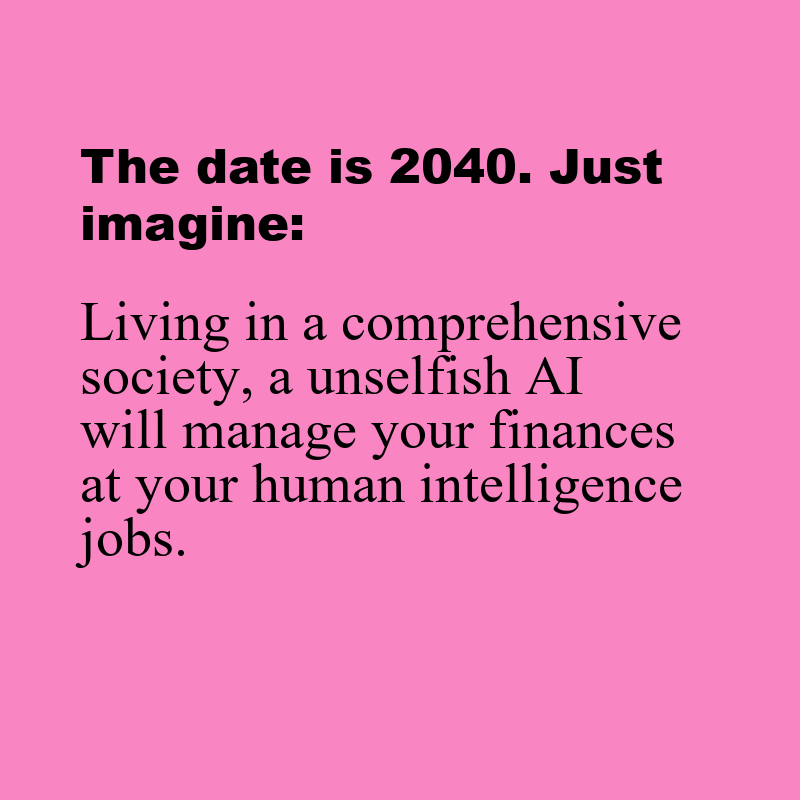 The date is 2040. Just
imagine:
Living in a comprehensive
society, a unselfish AI
will manage your finances
at your human intelligence
jobs.